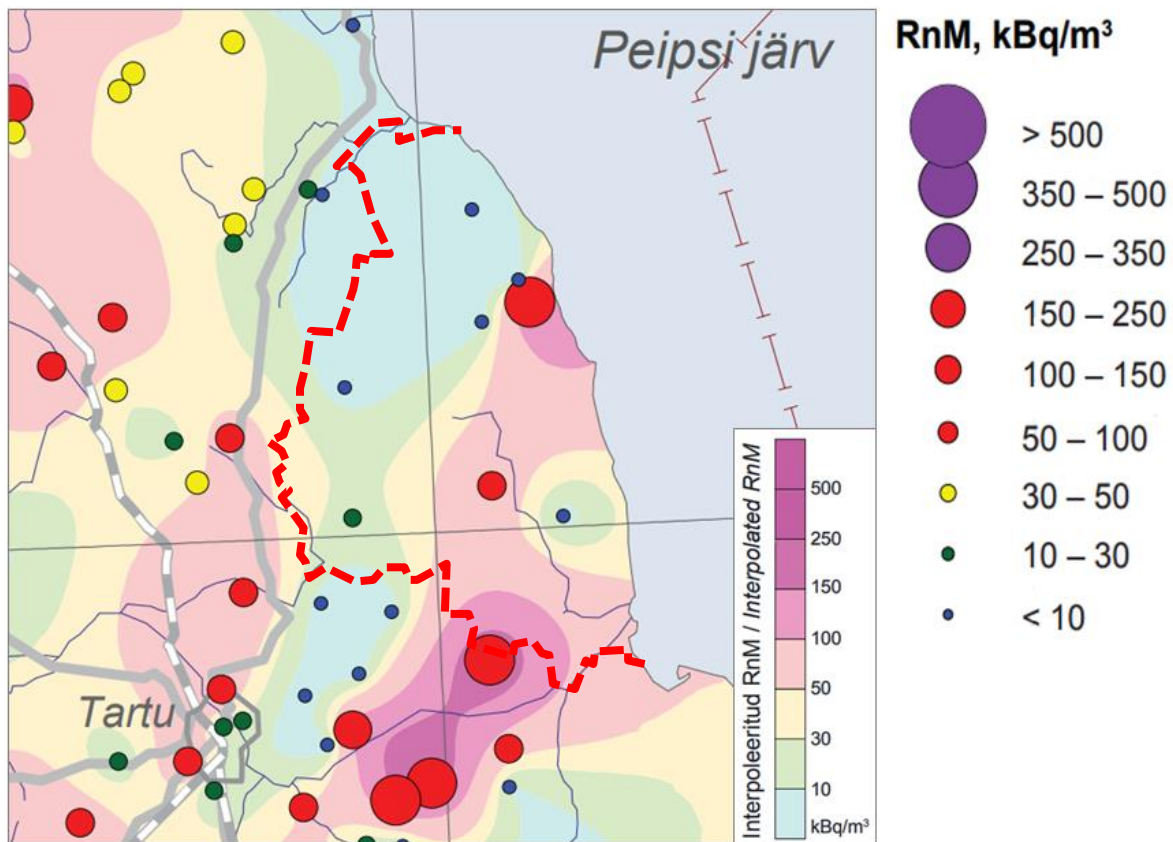 Peipsi järv
Tartu
RnM, kBq/m³
> 500
350 – 500
250 – 350
150 – 250
100 – 150
50 – 100
30 – 50
10 – 30
< 10
Interpoleeritud RnM / Interpolated RnM
500
250
150
100
50
30
10
kBq/m³